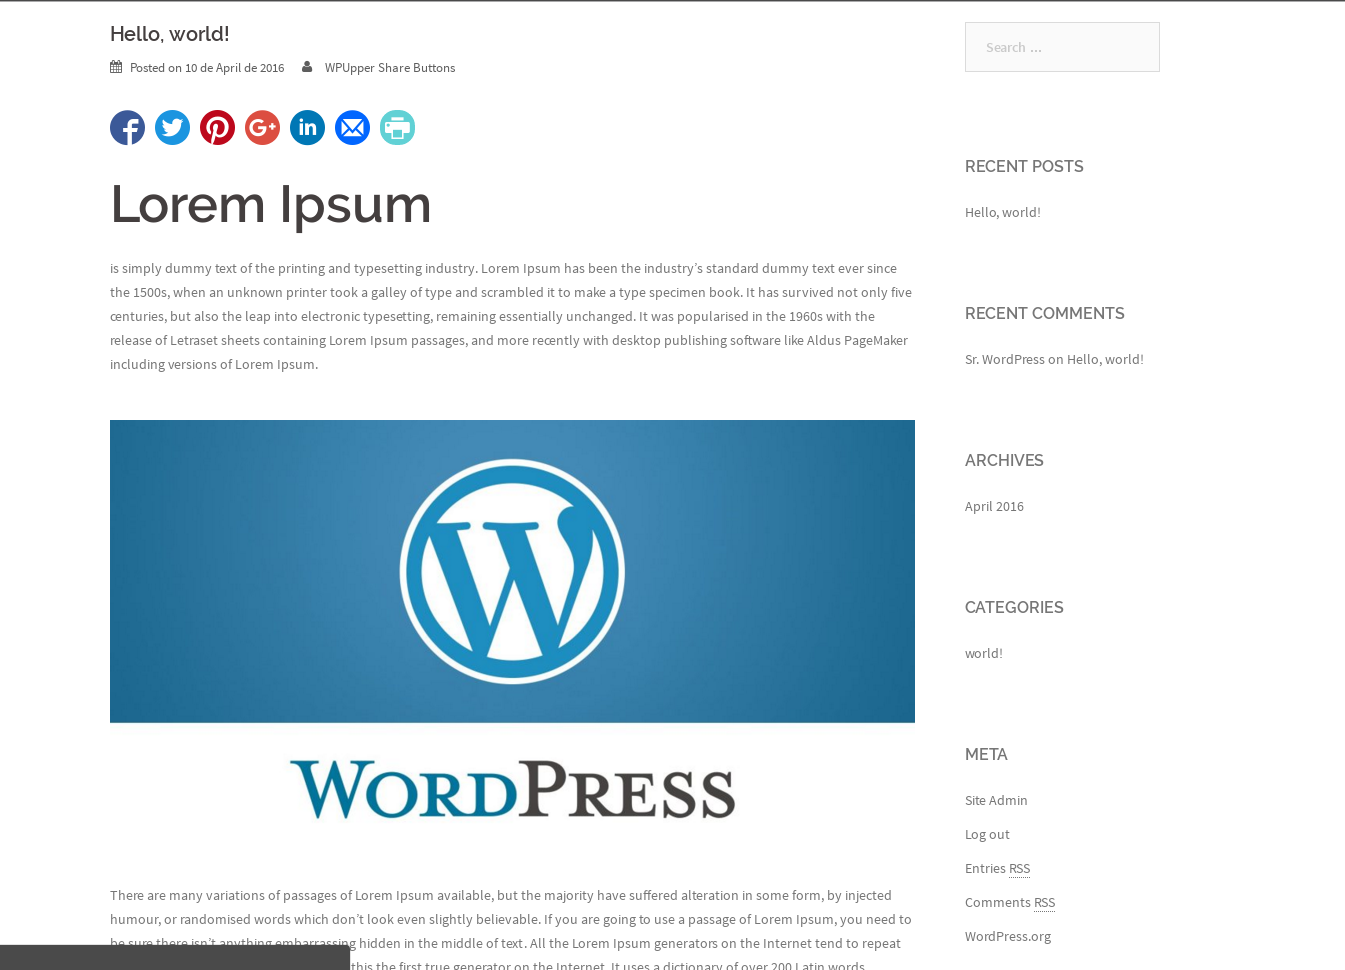 Hello, world!
Posted on 10 de April de 2016 WPUpper Share Buttons
Lorem Ipsum
is simply dummy text of the printing and typesetting industry. Lorem Ipsum has been the industry’s standard dummy text ever since
the 1500s, when an unknown printer took a galley of type and scrambled it to make a type specimen book. It has survived not only five
centuries, but also the leap into electronic typesetting, remaining essentially unchanged. It was popularised in the 1960s with the
release of Letraset sheets containing Lorem Ipsum passages, and more recently with desktop publishing software like Aldus PageMaker
including versions of Lorem Ipsum.
W
WORDPRESS
There are many variations of passages of Lorem Ipsum available, but the majority have suffered alteration in some form, by injected
humour, or randomised words which don’t look even slightly believable. If you are going to use a passage of Lorem Ipsum, you need to
be sure there isn’t anything embarrassing hidden in the middle of text. All the Lorem Ipsum generators on the Internet tend to repeat
this the first true generator on the Internet. It uses a dictionary of over 200 Latin words,
Search ...
RECENT POSTS
Hello, world!
RECENT COMMENTS
Sr. WordPress on Hello, world!
ARCHIVES
April 2016
CATEGORIES
world!
META
Site Admin
Log out
Entries RSS
Comments RSS
WordPress.org